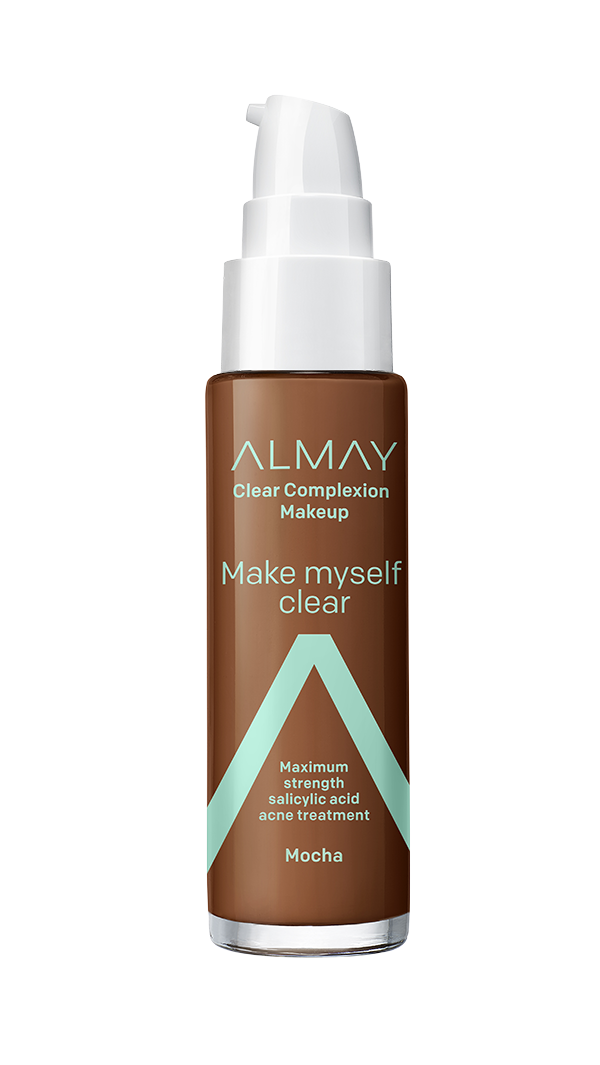 ALMAY
Clear Complexion
Makeup
Make myself
clear
Maximum
strength
salicylic acid
acne treatment
Mocha